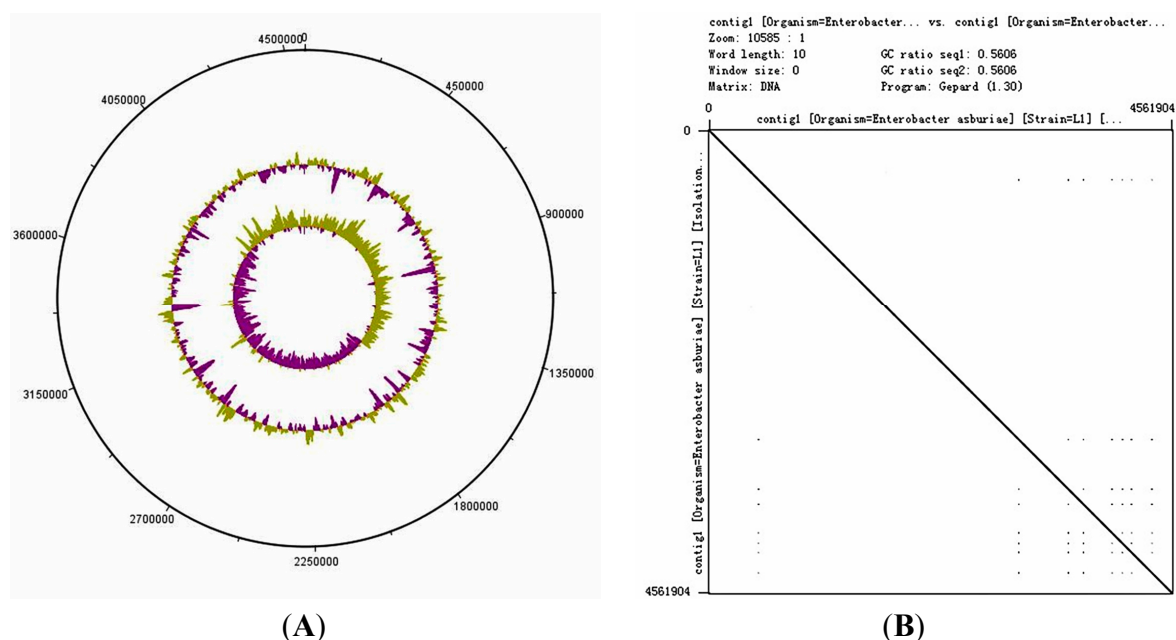 4500000 0
450000
900000
1350000
1800000
2250000
2700000
3150000
3600000
4050000
(A)
contig1 [Organism=Enterobacter... vs. contig1 [Organism=Enterobacter...
Zoom: 10585 : 1
Word length: 10 GC ratio seq1: 0.5606
Window size: 0 GC ratio seq2: 0.5606
Matrix: DNA Program: Gepard (1.30)
0 4561904
contig1 [Organism=Enterobacter asburiae] [Strain=L1] [...
0
contig1 [Organism=Enterobacter asburiae] [Strain=L1] [Isolation...
4561904
(B)